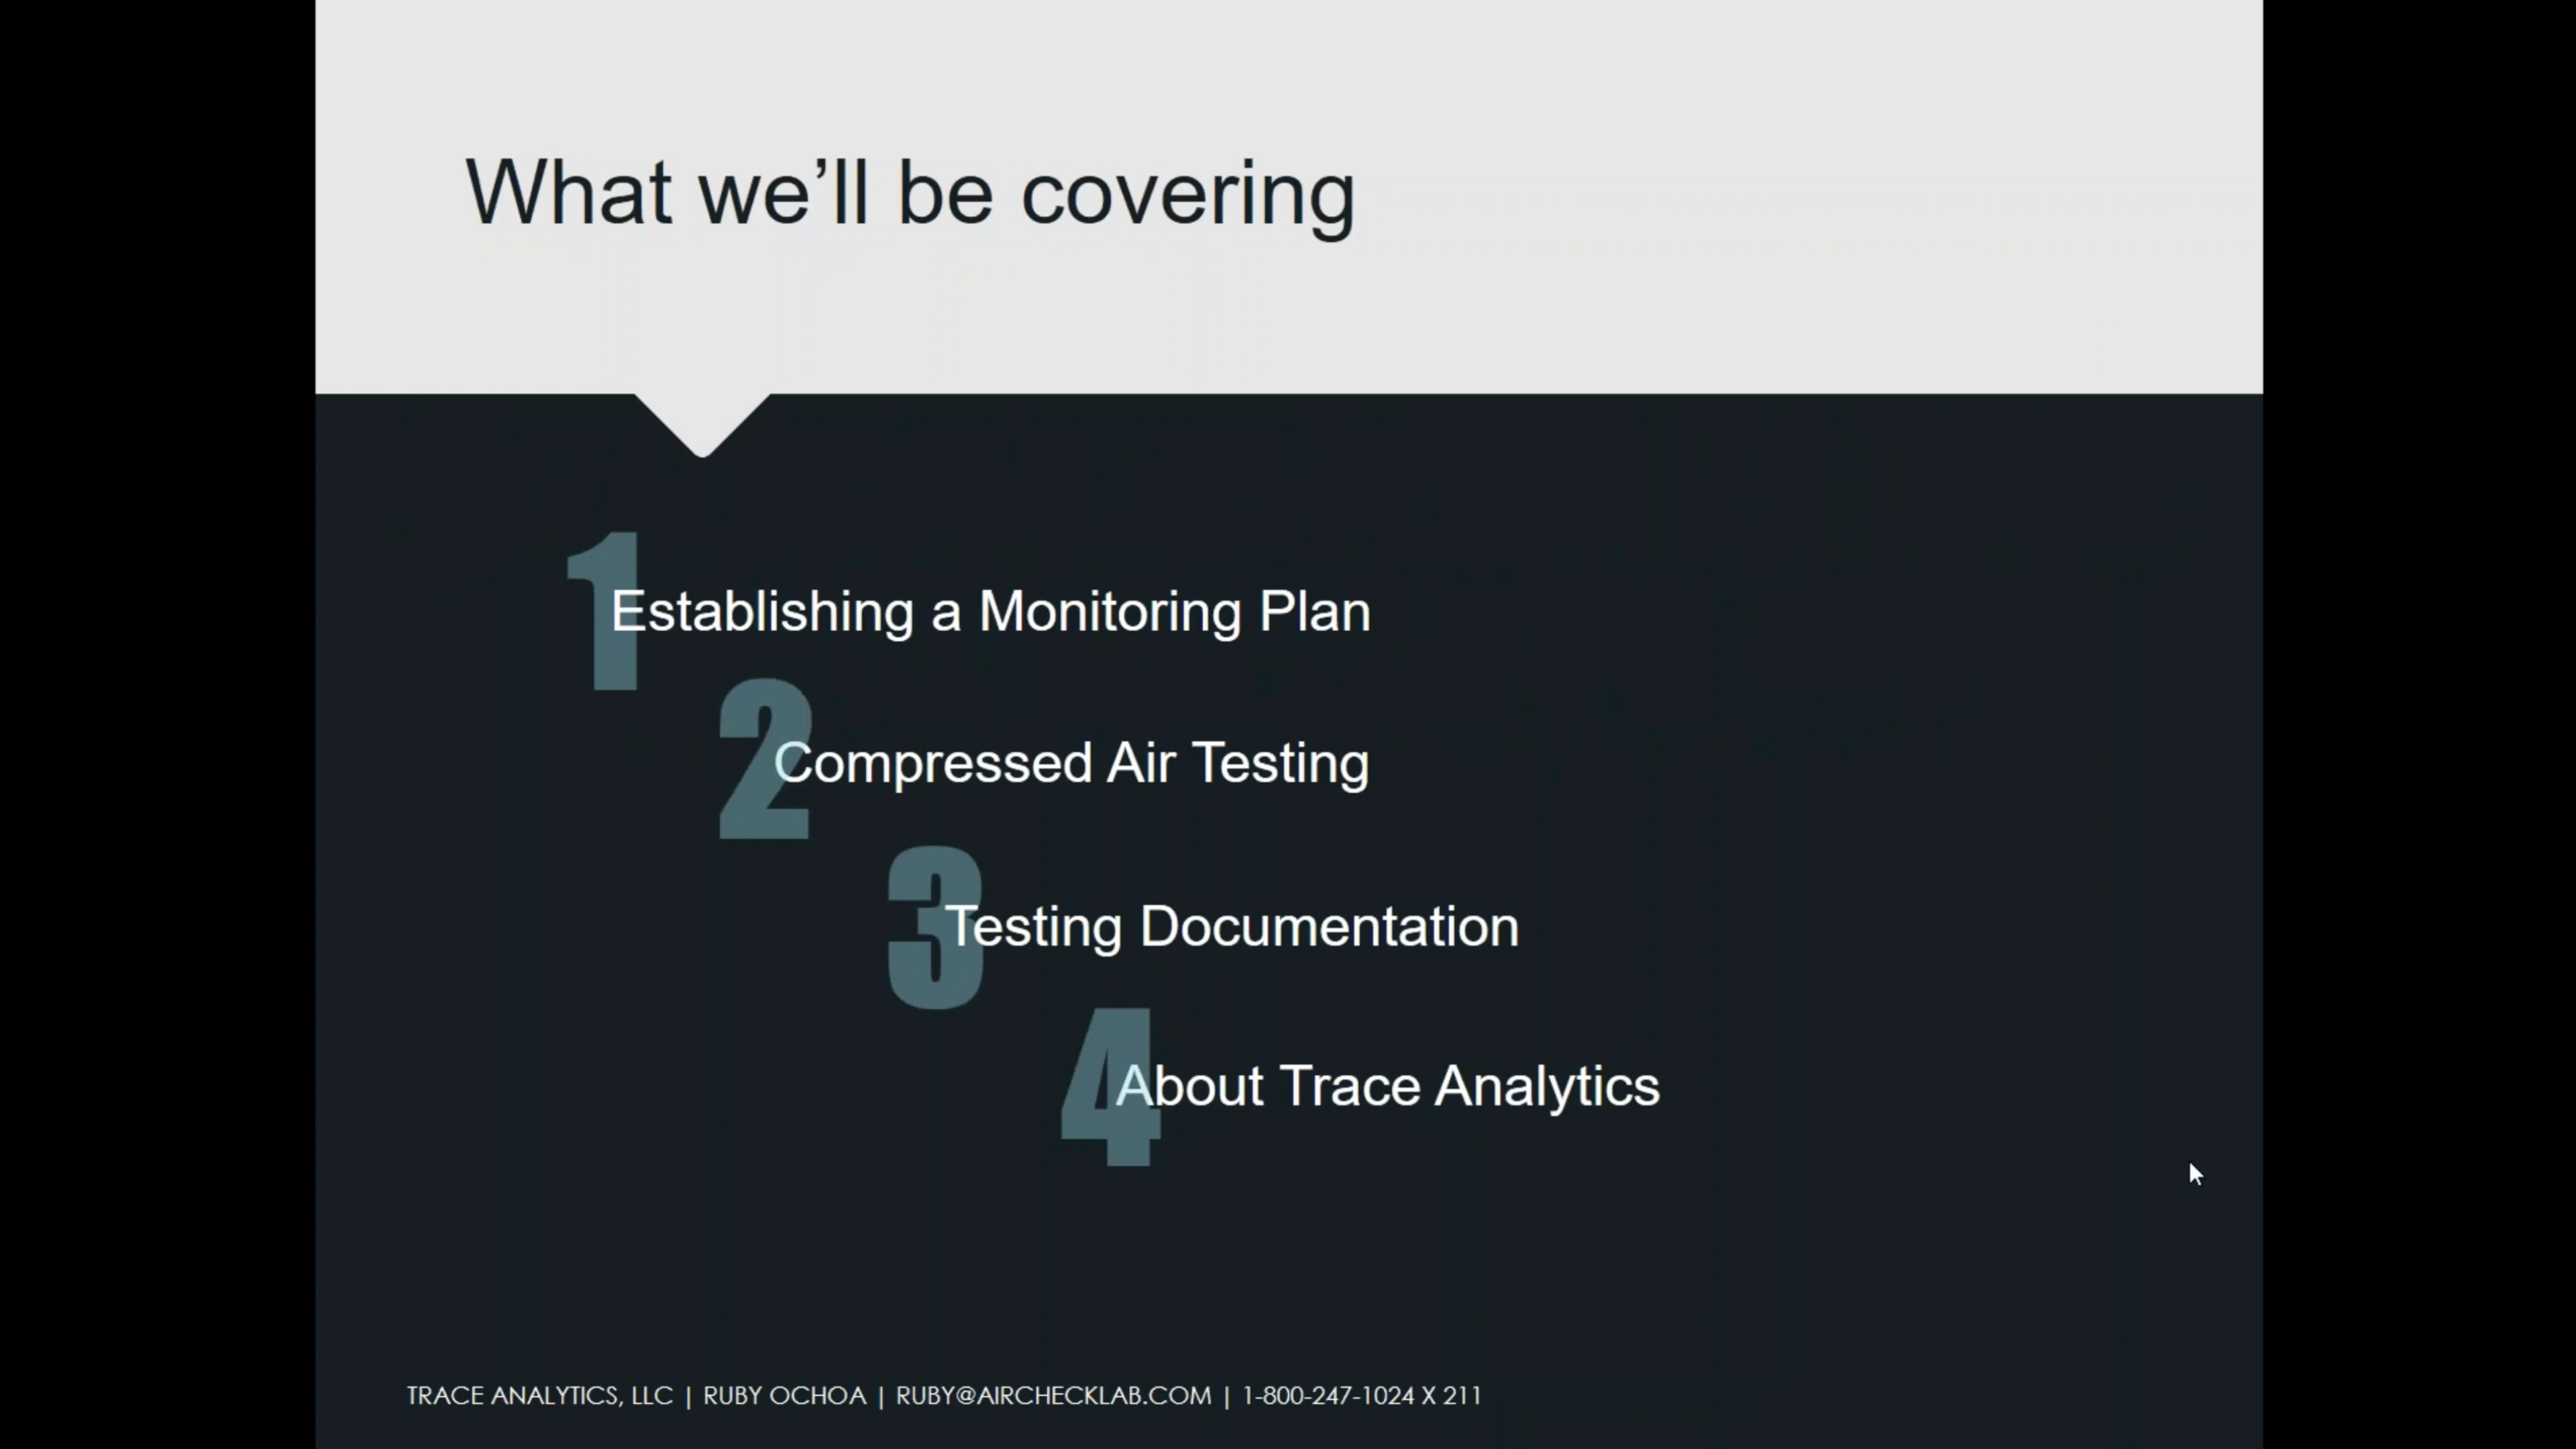 What we’ll be covering
1 Establishing a Monitoring Plan
2 Compressed Air Testing
3 Testing Documentation
4 About Trace Analytics
TRACE ANALYTICS, LLC | RUBY OCHOA | RUBY@AIRCHECKLAB.COM | 1-800-247-1024 X 211